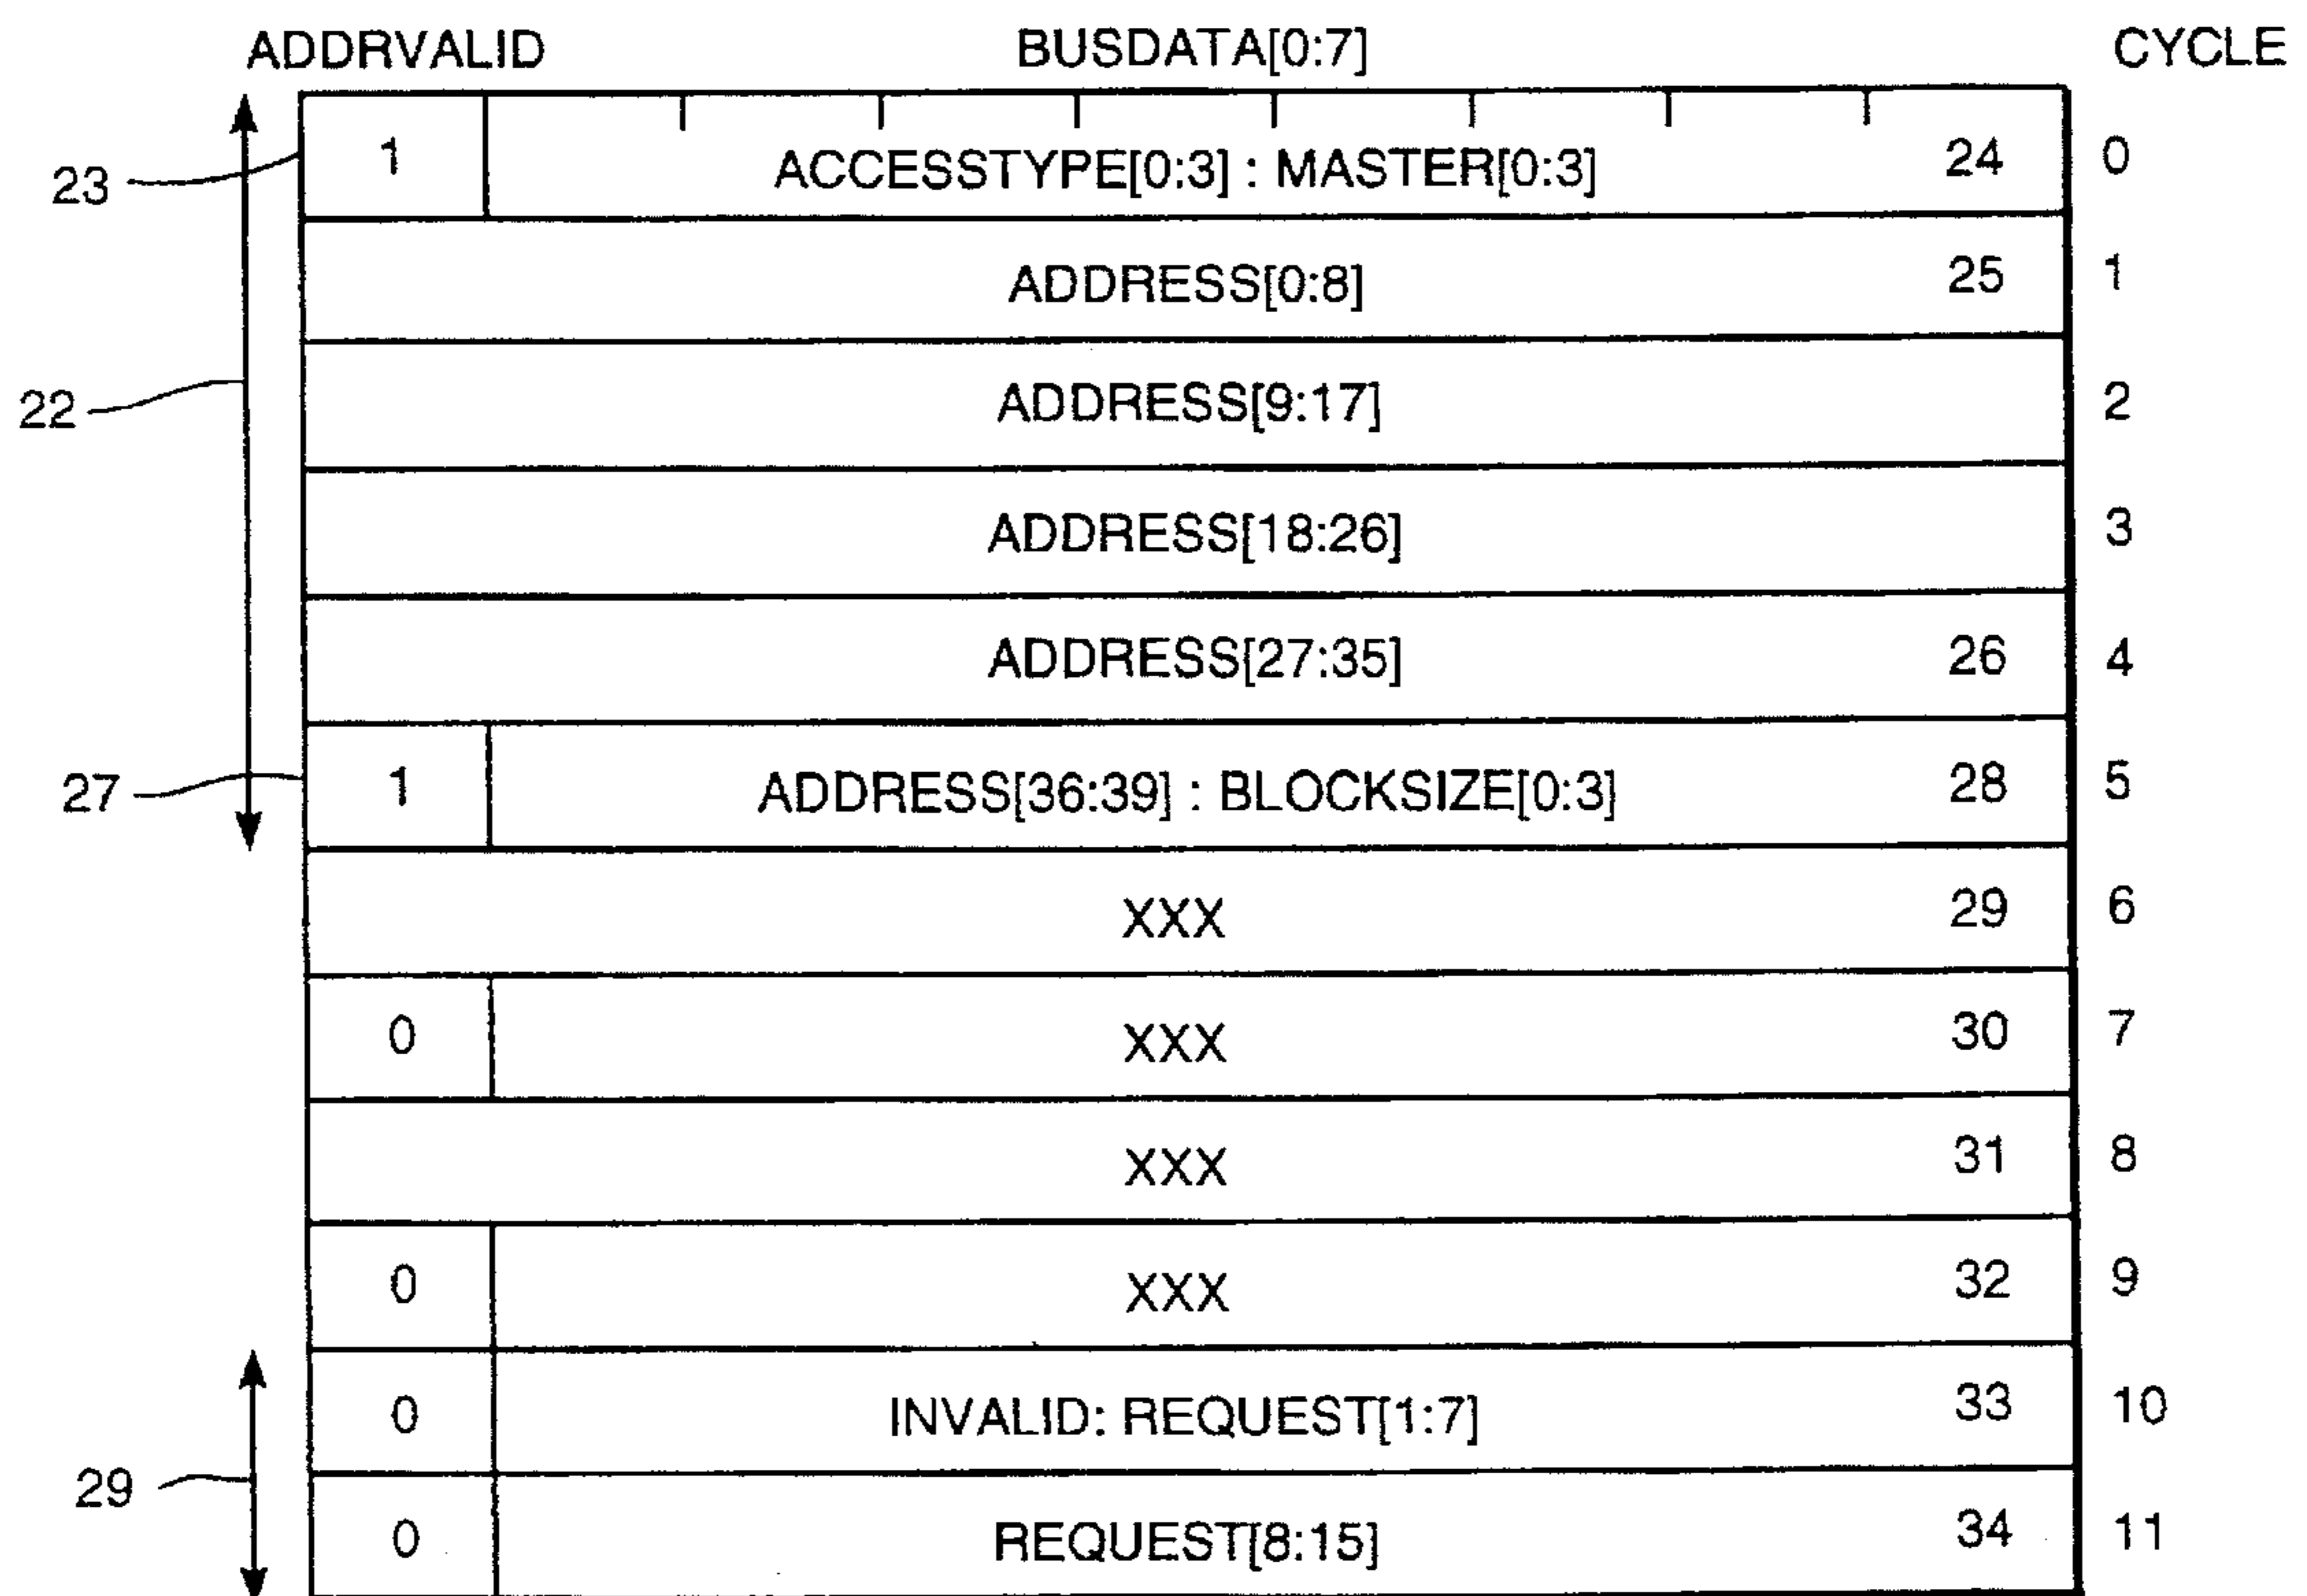 ADDRVALID BUSDATA[0:7] CYCLE
23 1 ACCESSTYPE[0:3] : MASTER[0:3] 24 0
ADDRESS[0:8] 25 1
22 ADDRESS[9:17] 2
ADDRESS[18:26] 3
ADDRESS[27:35] 26 4
27 1 ADDRESS[36:39] : BLOCKSIZE[0:3] 28 5
XXX 29 6
0 XXX 30 7
XXX 31 8
0 XXX 32 9
0 INVALID: REQUEST[1:7] 33 10
29 0 REQUEST[8:15] 34 11